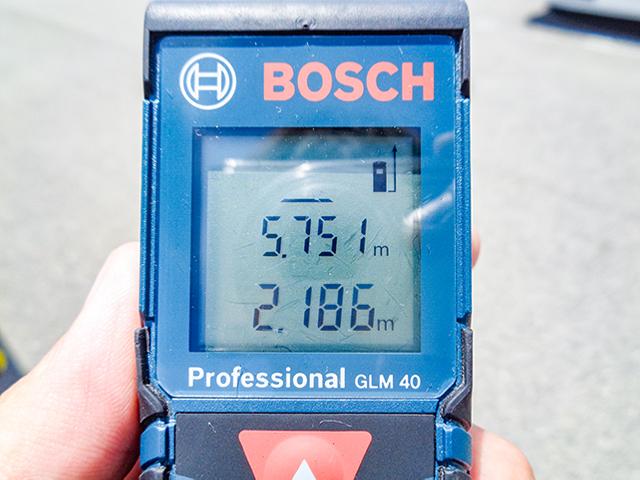 BOSCH
5.751 m
2.186 m
Professional GLM 40